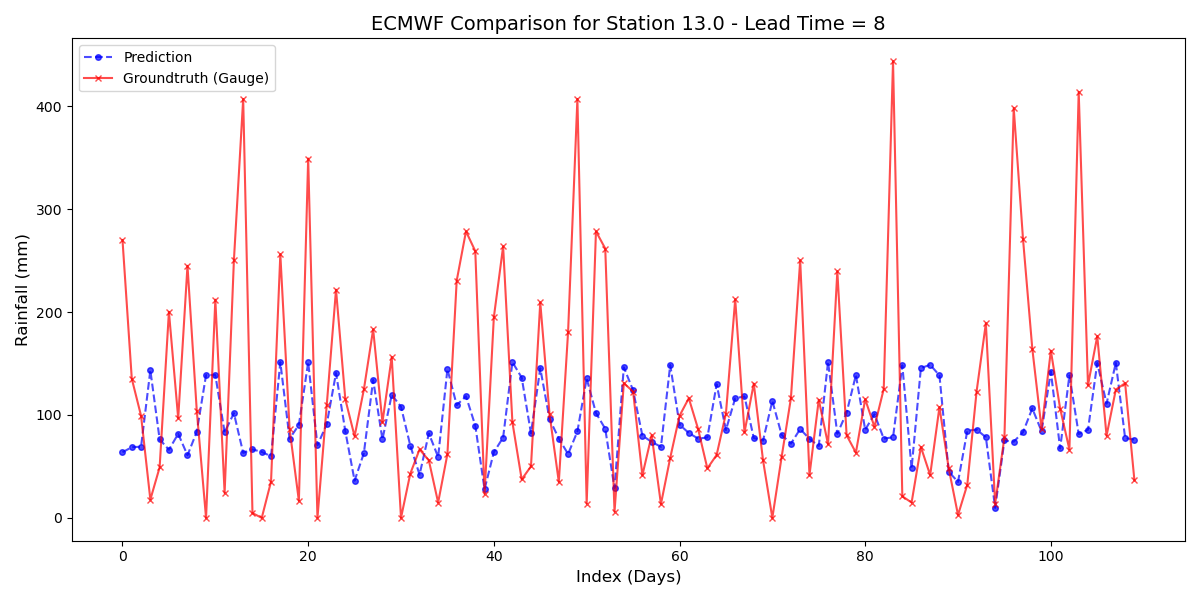 ECMWF Comparison for Station 13.0 - Lead Time = 8
Prediction
Groundtruth (Gauge)
Rainfall (mm)
400
300
200
100
0
0 20 40 60 80 100
Index (Days)